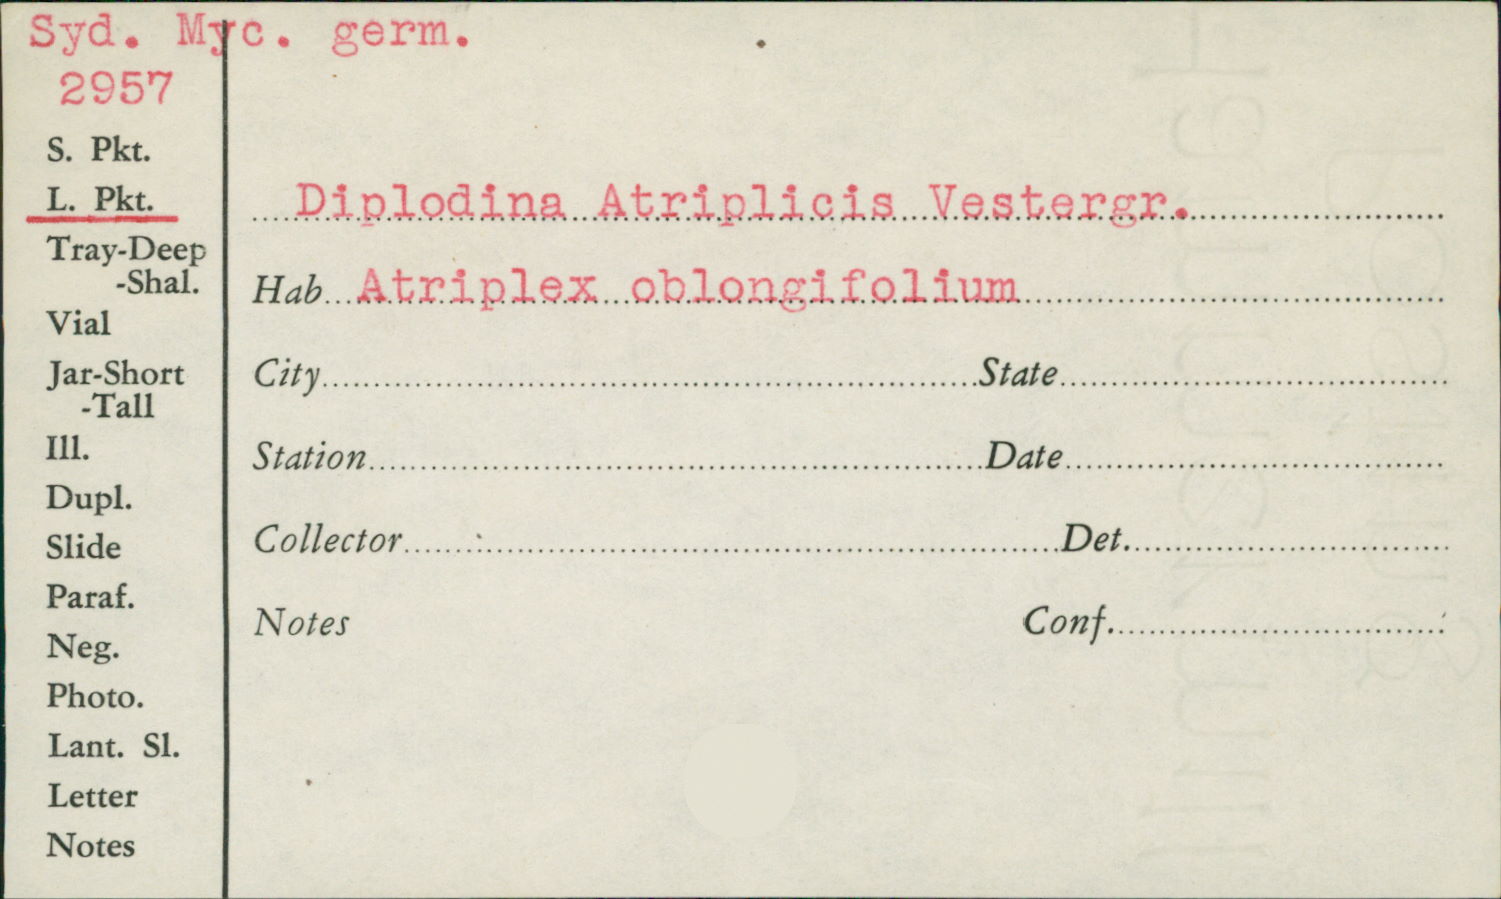 Syd. Myc. germ.
2957
S. Pkt.
L. Pkt.
Tray-Deep
-Shal.
Vial
Jar-Short
-Tall
Ill.
Dupl.
Slide
Paraf.
Neg.
Photo.
Lant. Sl.
Letter
Notes
Diplodina Atriplicis Vestergr.
Hab. Atriplex oblongifolium
City State
Station Date
Collector Det.
Notes Conf.